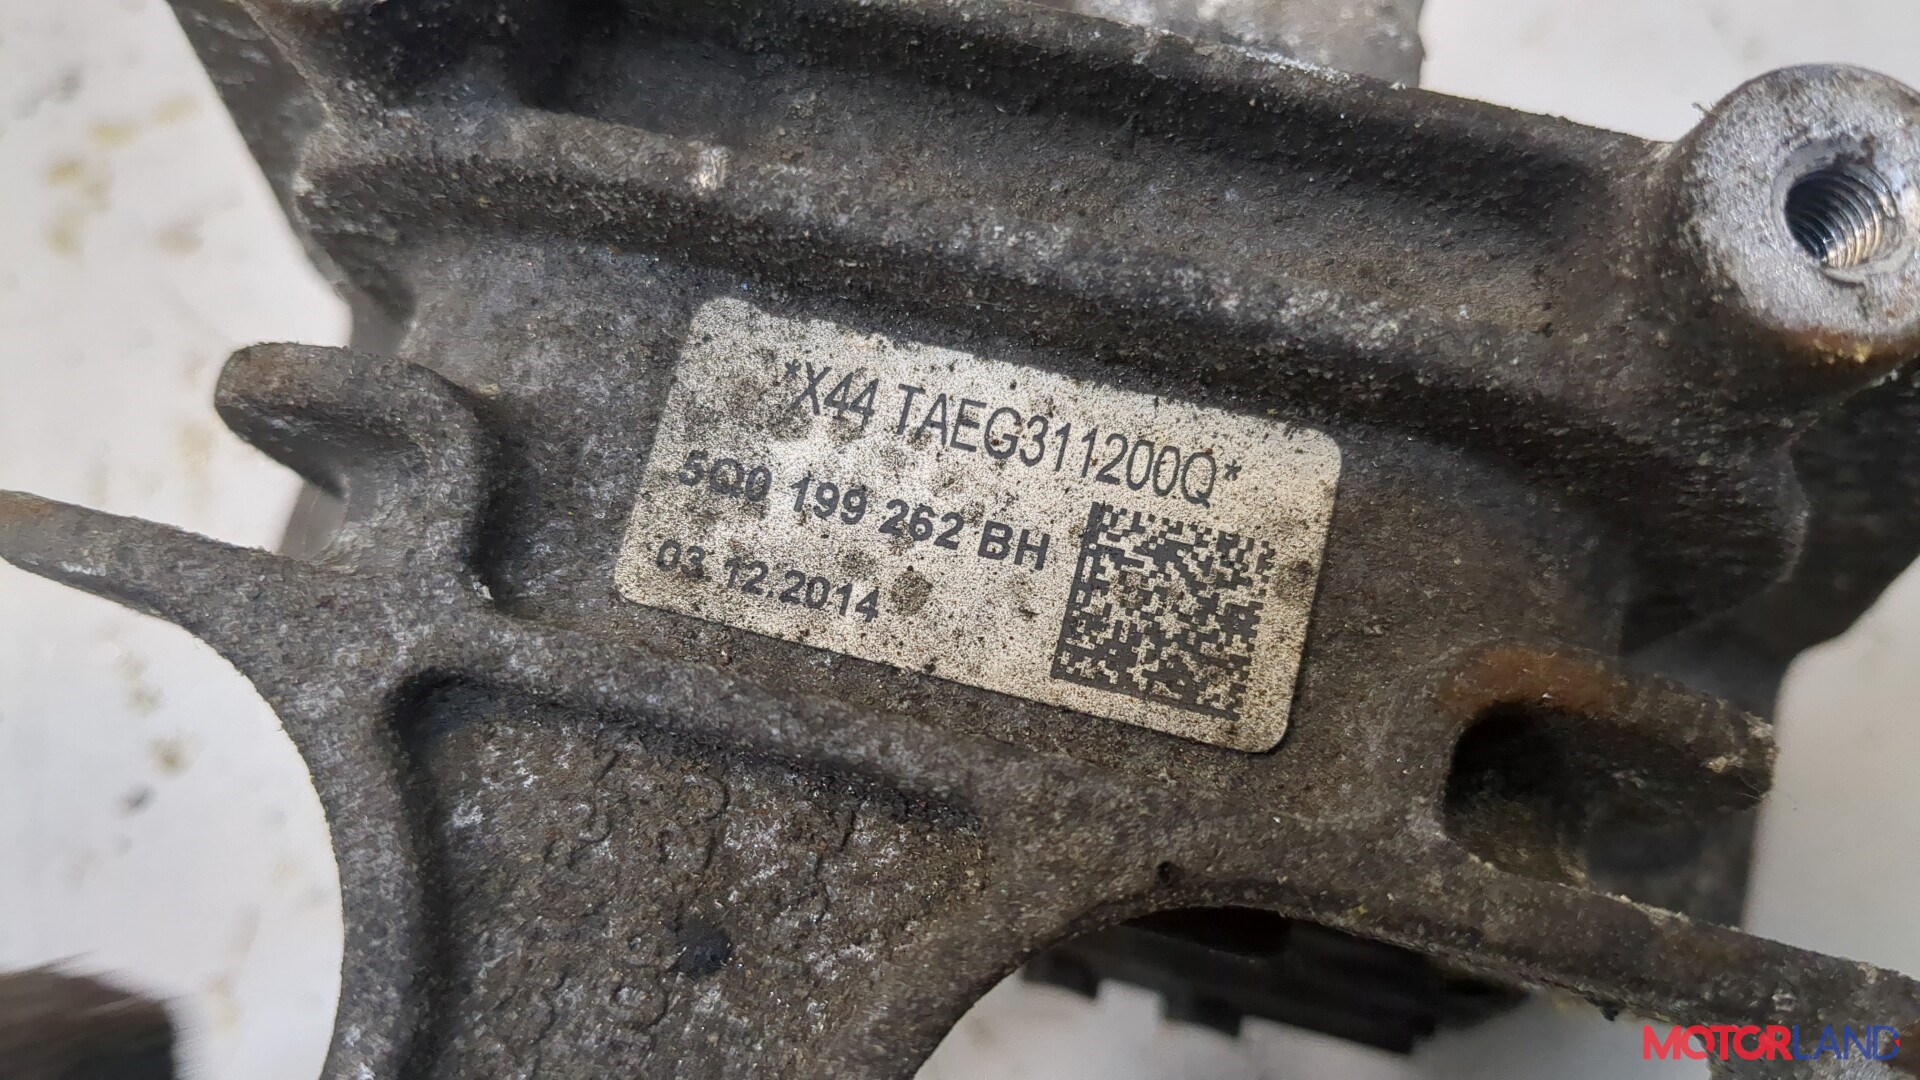 *X44 TAEG311200Q*
5Q0 199 262 BH
03.12.2014
MOTORLAND